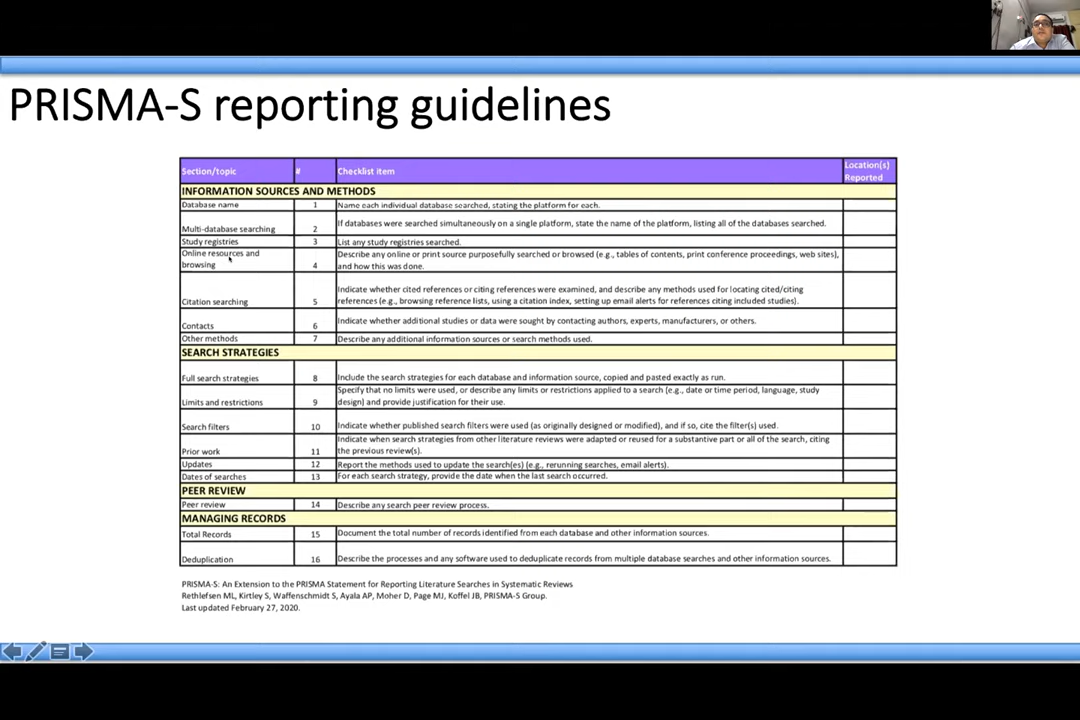 PRISMA-S reporting guidelines
Section/topic # Checklist item Location(s) Reported
INFORMATION SOURCES AND METHODS
Database name 1 Name each individual database searched, stating the platform for each.
Multi-database searching 2 If databases were searched simultaneously on a single platform, state the name of the platform, listing all of the databases searched.
Study registries 3 List any study registries searched.
Online resources and browsing 4 Describe any online or print source purposefully searched or browsed (e.g., tables of contents, print conference proceedings, web sites), and how this was done.
Citation searching 5 Indicate whether cited references or citing references were examined, and describe any methods used for locating cited/citing references (e.g., browsing reference lists, using a citation index, setting up email alerts for references citing included studies).
Contacts 6 Indicate whether additional studies or data were sought by contacting authors, experts, manufacturers, or others.
Other methods 7 Describe any additional information sources or search methods used.
SEARCH STRATEGIES
Full search strategies 8 Include the search strategies for each database and information source, copied and pasted exactly as run.
Limits and restrictions 9 Specify that no limits were used, or describe any limits or restrictions applied to a search (e.g., date or time period, language, study design) and provide justification for their use.
Search filters 10 Indicate whether published search filters were used (as originally designed or modified), and if so, cite the filter(s) used.
Prior work 11 Indicate when search strategies from other literature reviews were adapted or reused for a substantive part or all of the search, citing the previous review(s).
Updates 12 Report the methods used to update the search(es) (e.g., rerunning searches, email alerts).
Dates of searches 13 For each search strategy, provide the date when the last search occurred.
PEER REVIEW
Peer review 14 Describe any search peer review process.
MANAGING RECORDS
Total Records 15 Document the total number of records identified from each database and other information sources.
Deduplication 16 Describe the processes and any software used to deduplicate records from multiple database searches and other information sources.
PRISMA-S: An Extension to the PRISMA Statement for Reporting Literature Searches in Systematic Reviews
Rethlefsen ML, Kirtley S, Waffenschmidt S, Ayala AP, Moher D, Page MJ, Koffel JB, PRISMA-S Group.
Last updated February 27, 2020.